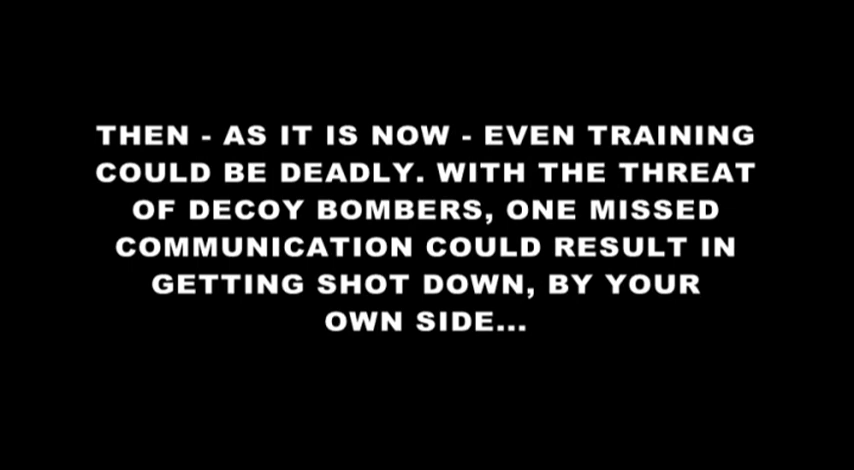 THEN - AS IT IS NOW - EVEN TRAINING
COULD BE DEADLY. WITH THE THREAT
OF DECOY BOMBERS, ONE MISSED
COMMUNICATION COULD RESULT IN
GETTING SHOT DOWN, BY YOUR
OWN SIDE...